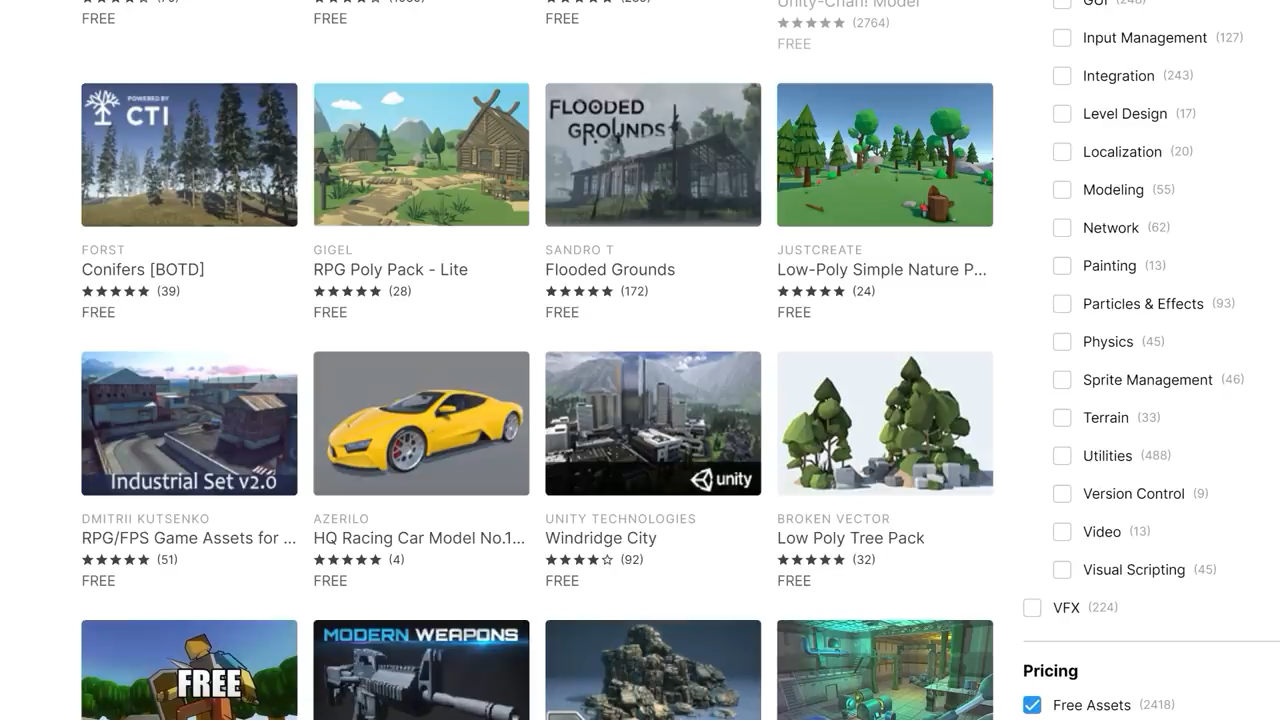 FREE
FREE
FREE
Unity-Chan! Model
(2764)
FREE
POWERED BY
CTI
FLOODED
GROUNDS
FORST
Conifers [BOTD]
(39)
FREE
GIGEL
RPG Poly Pack - Lite
(28)
FREE
SANDRO T
Flooded Grounds
(172)
FREE
JUSTCREATE
Low-Poly Simple Nature P...
(24)
FREE
Industrial Set v2.0
unity
DMITRII KUTSENKO
RPG/FPS Game Assets for ...
(51)
FREE
AZERILO
HQ Racing Car Model No.1...
(4)
FREE
UNITY TECHNOLOGIES
Windridge City
(92)
FREE
BROKEN VECTOR
Low Poly Tree Pack
(32)
FREE
FREE
MODERN WEAPONS
GUI (248)
Input Management (127)
Integration (243)
Level Design (17)
Localization (20)
Modeling (55)
Network (62)
Painting (13)
Particles & Effects (93)
Physics (45)
Sprite Management (46)
Terrain (33)
Utilities (488)
Version Control (9)
Video (13)
Visual Scripting (45)
VFX (224)
Pricing
Free Assets (2418)